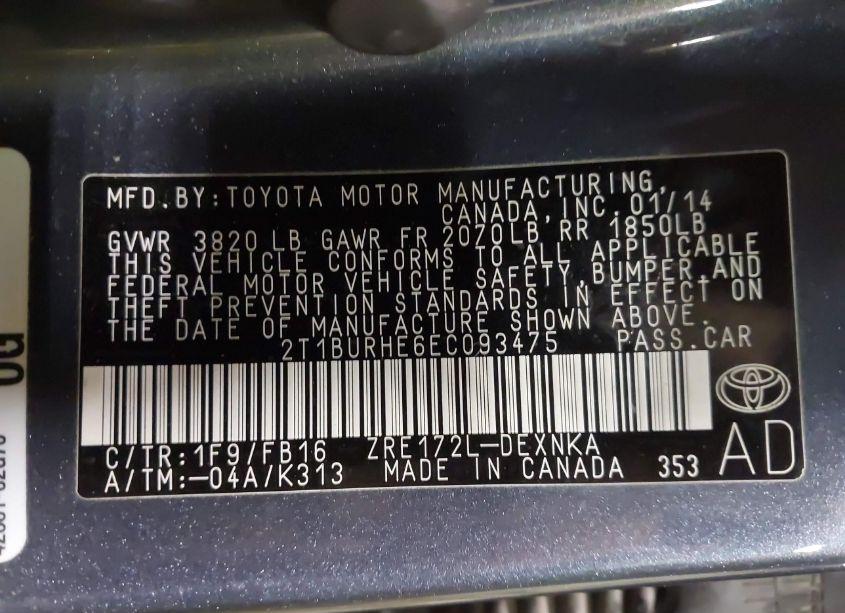 MFD.BY:TOYOTA MOTOR MANUFACTURING,
CANADA,INC. 01/14
GVWR 3820 LB GAWR FR 2070LB RR 1850LB
THIS VEHICLE CONFORMS TO ALL APPLICABLE
FEDERAL MOTOR VEHICLE SAFETY,BUMPER,AND
THEFT PREVENTION STANDARDS IN EFFECT ON
THE DATE OF MANUFACTURE SHOWN ABOVE.
2T1BURHE6EC093475 PASS.CAR
C/TR:1F9/FB16 ZRE172L-DEXNKA
A/TM:-04A/K313 MADE IN CANADA 353 AD